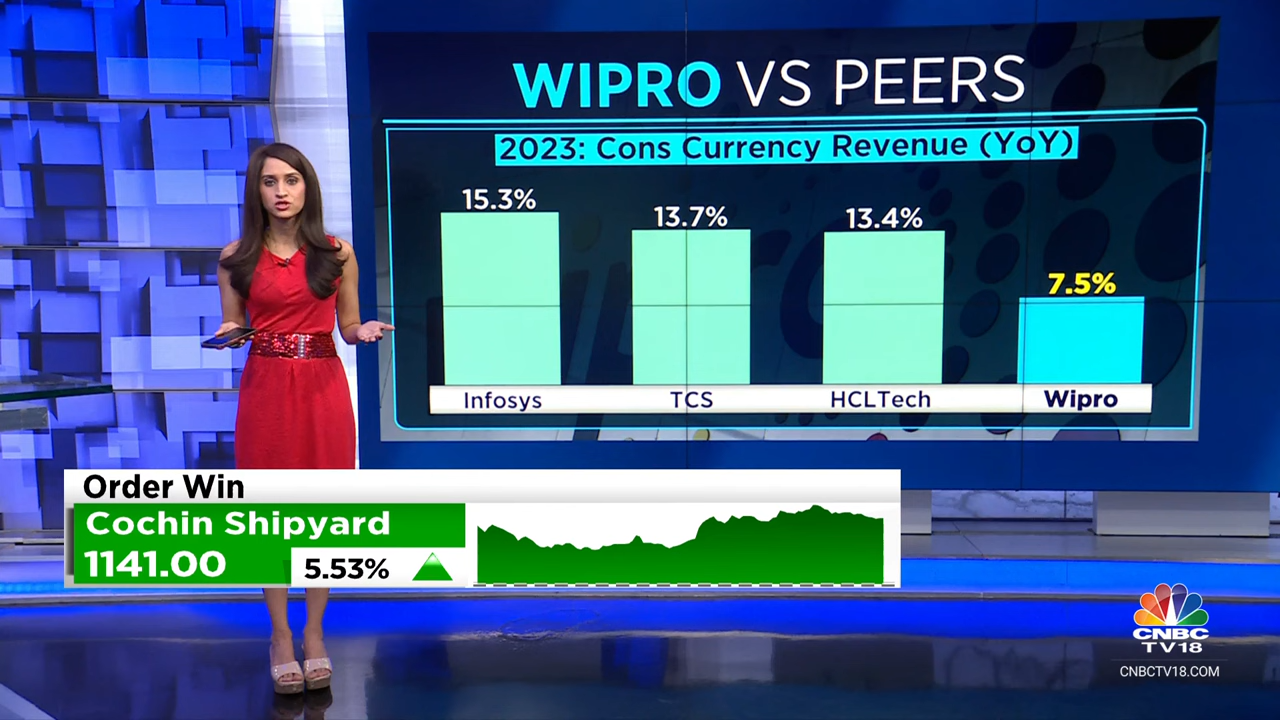 WIPRO VS PEERS
2023: Cons Currency Revenue (YoY)
15.3%
13.7%
13.4%
7.5%
Infosys
TCS
HCLTech
Wipro
Order Win
Cochin Shipyard
1141.00
5.53%
CNBC
TV18
CNBCTV18.COM